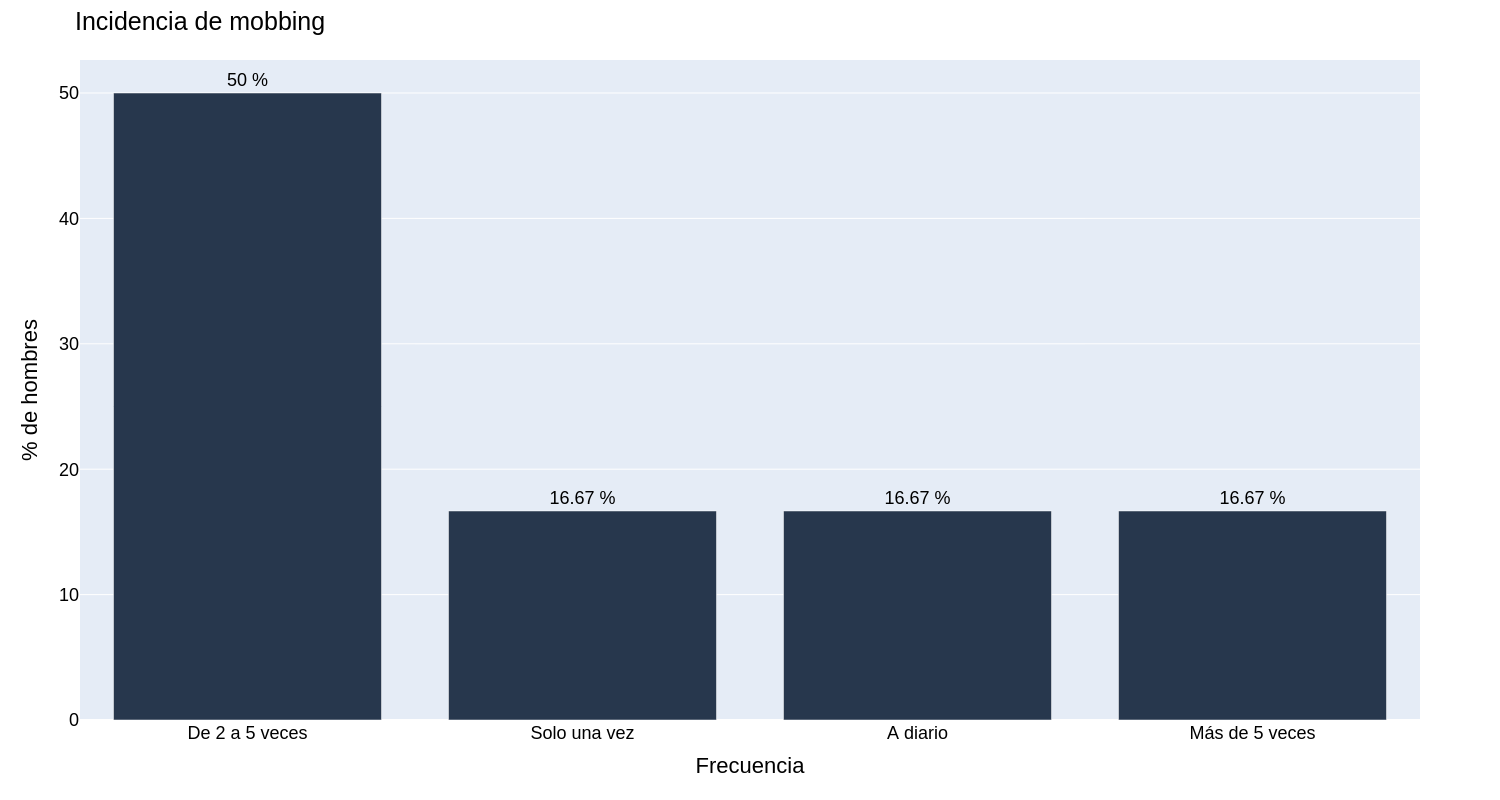 Incidencia de mobbing
50 %
50
40
30
20
10
0
% de hombres
16.67 %
16.67 %
16.67 %
De 2 a 5 veces
Solo una vez
A diario
Más de 5 veces
Frecuencia